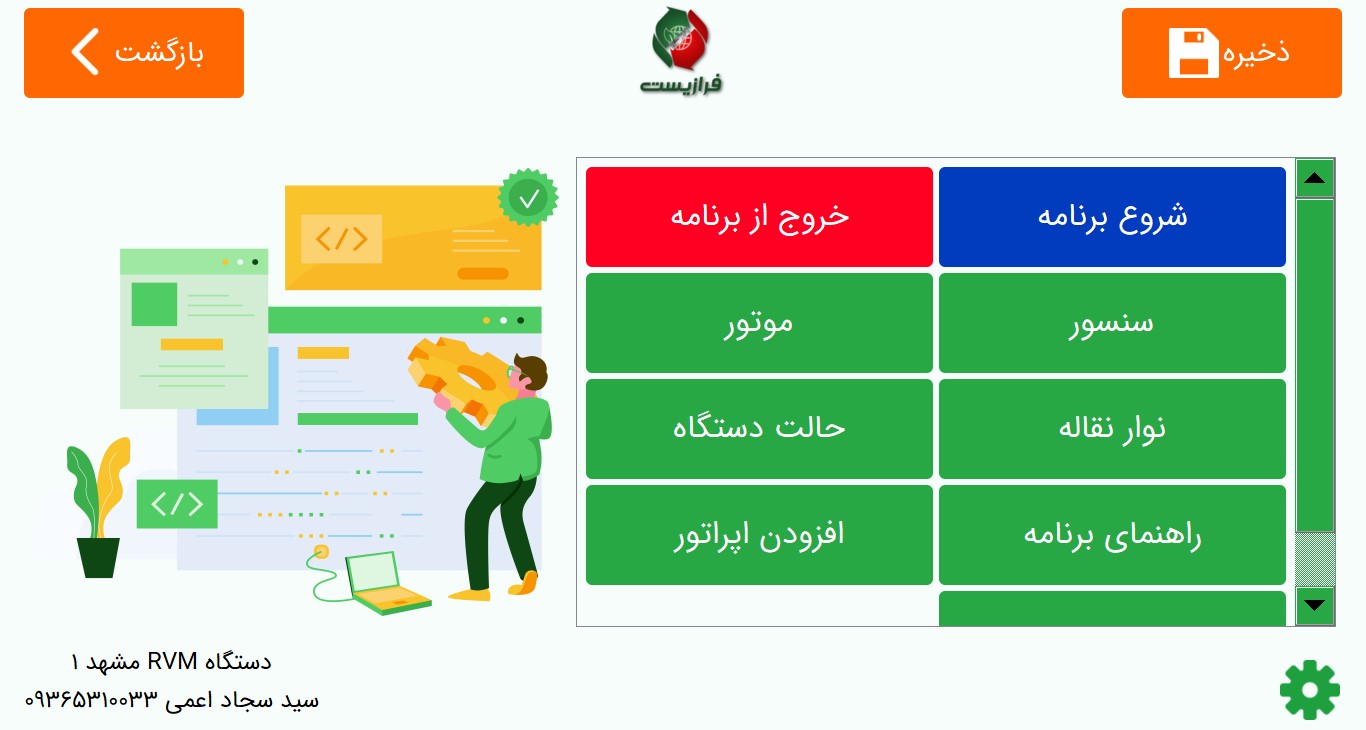 ذخیره
بازگشت
فرازیست
شروع برنامه
خروج از برنامه
سنسور
موتور
نوار نقاله
حالت دستگاه
راهنمای برنامه
افزودن اپراتور
</>
</>
دستگاه RVM مشهد ۱
سید سجاد اعمی ۰۹۳۶۵۳۱۰۰۳۳